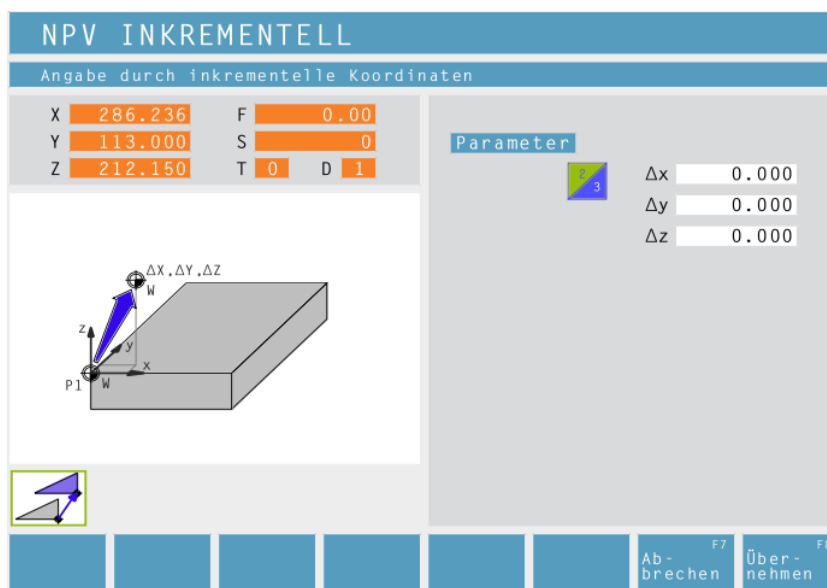 NPV INKREMENTELL
Angabe durch inkrementelle Koordinaten
X 286.236 F 0.00
Y 113.000 S 0
Z 212.150 T 0 D 1
Parameter
2
3
Δx 0.000
Δy 0.000
Δz 0.000
ΔX,ΔY,ΔZ
W
z
y
x
P1 W
F7
Ab-
brechen
Über-
nehmen